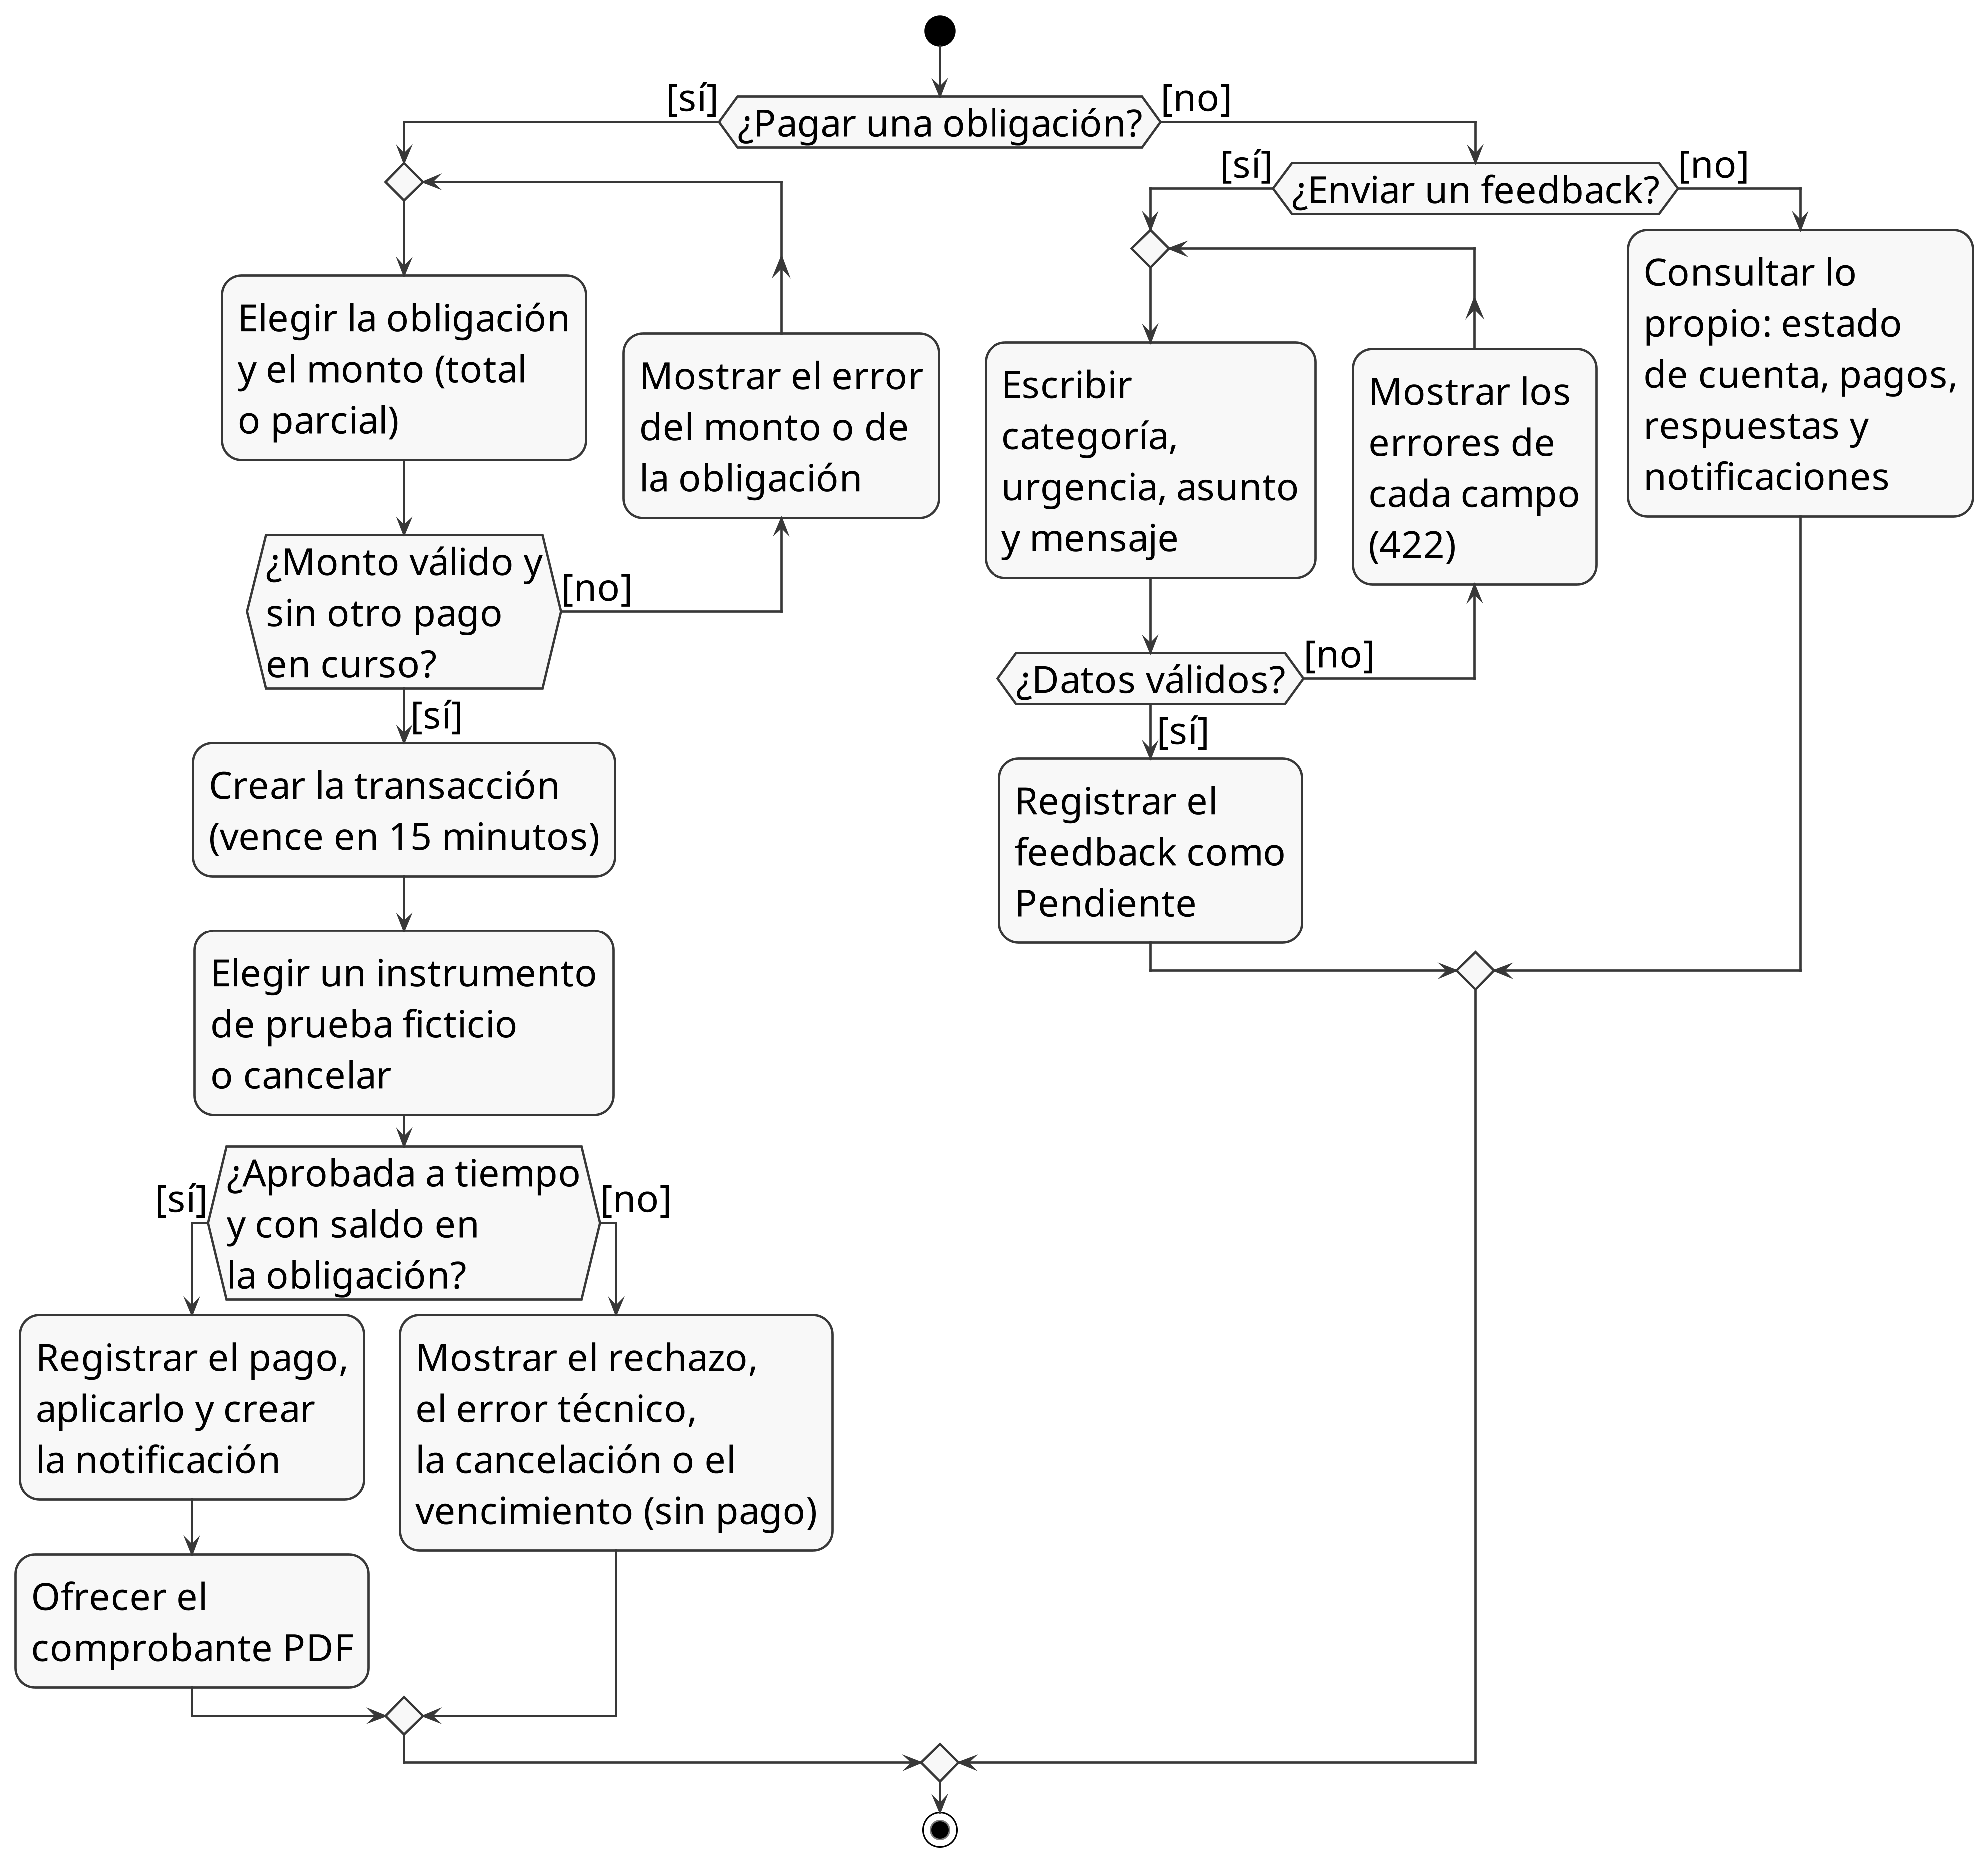 [sí]
¿Pagar una obligación?
[no]
[sí]
¿Enviar un feedback?
[no]
Elegir la obligación
y el monto (total
o parcial)
Mostrar el error
del monto o de
la obligación
¿Monto válido y
sin otro pago
en curso?
[no]
[sí]
Crear la transacción
(vence en 15 minutos)
Elegir un instrumento
de prueba ficticio
o cancelar
[sí]
¿Aprobada a tiempo
y con saldo en
la obligación?
[no]
Registrar el pago,
aplicarlo y crear
la notificación
Ofrecer el
comprobante PDF
Mostrar el rechazo,
el error técnico,
la cancelación o el
vencimiento (sin pago)
Escribir
categoría,
urgencia, asunto
y mensaje
Mostrar los
errores de
cada campo
(422)
¿Datos válidos?
[no]
[sí]
Registrar el
feedback como
Pendiente
Consultar lo
propio: estado
de cuenta, pagos,
respuestas y
notificaciones